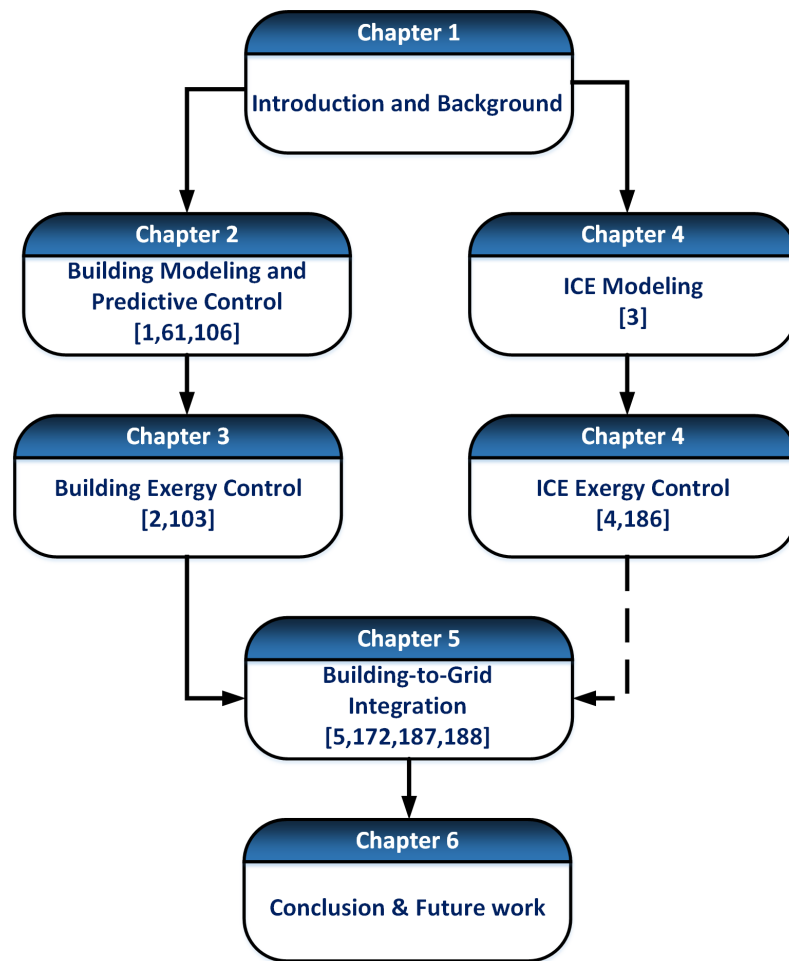 Chapter 1
Introduction and Background
Chapter 2
Building Modeling and
Predictive Control
[1,61,106]
Chapter 4
ICE Modeling
[3]
Chapter 3
Building Exergy Control
[2,103]
Chapter 4
ICE Exergy Control
[4,186]
Chapter 5
Building-to-Grid
Integration
[5,172,187,188]
Chapter 6
Conclusion & Future work